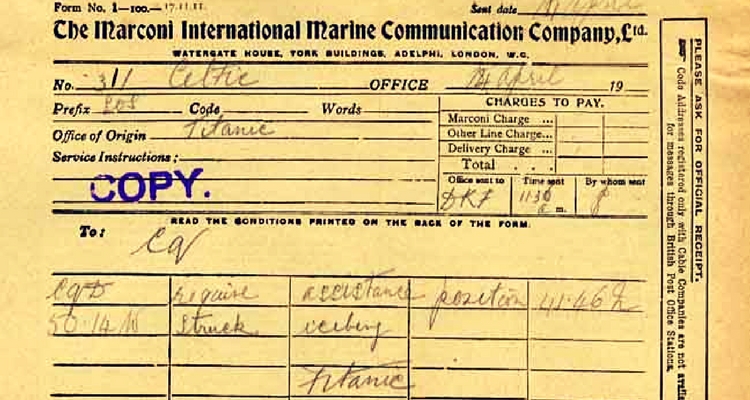 Form No. 1—100.—17.11.11. Sent date
The Marconi International Marine Communication Company, Ltd.
WATERGATE HOUSE, YORK BUILDINGS, ADELPHI, LONDON, W.C.
No. 311 Celtic OFFICE 14 April 19
Prefix SOS Code Words
Office of Origin Titanic
Service Instructions:
COPY.
CHARGES TO PAY.
Marconi Charge ...
Other Line Charge...
Delivery Charge ...
Total . . .
Office sent to Time sent By whom sent
DKF 1130 m.
READ THE CONDITIONS PRINTED ON THE BACK OF THE FORM.
To: CQ
CQD require assistance position 41.46 N
50.14 W struck iceberg
Titanic
PLEASE ASK FOR OFFICIAL RECEIPT.
Code Addresses registered only with Cable Companies are not
for messages through British Post Office Stations.